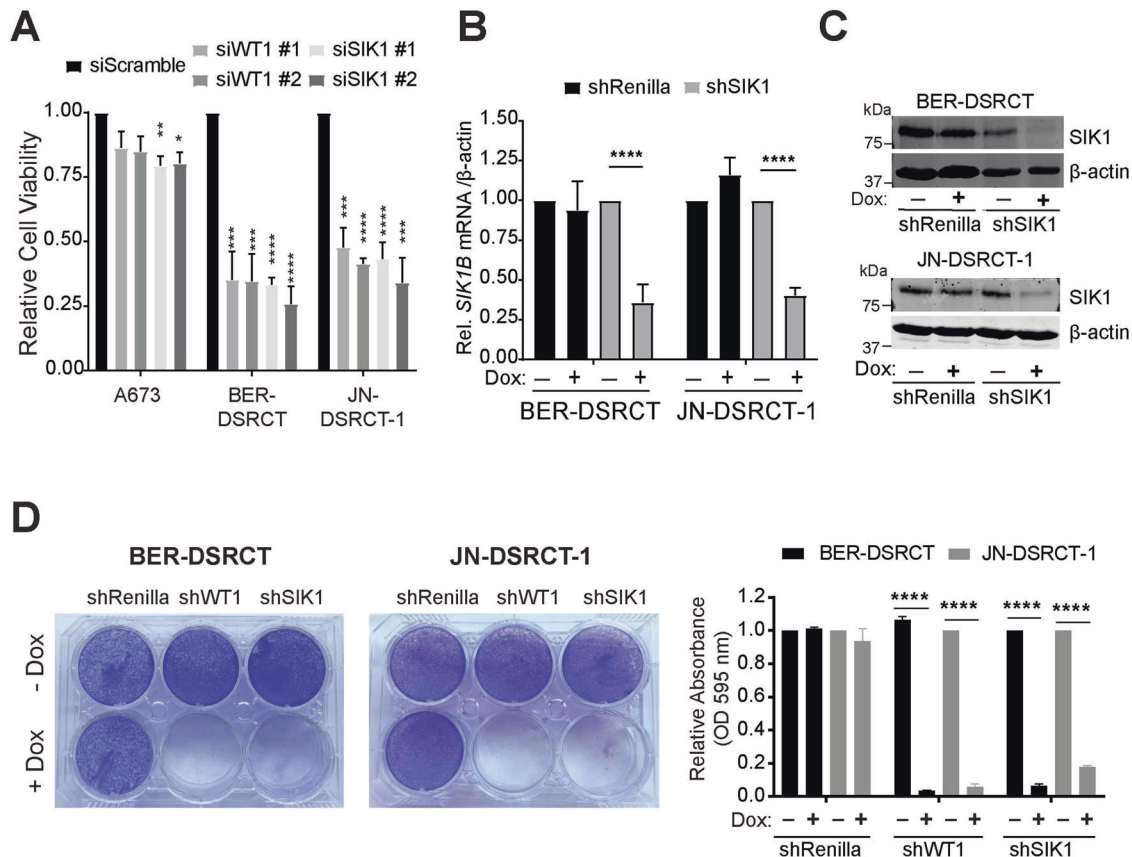 A
siScramble
siWT1 #1
siSIK1 #1
siWT1 #2
siSIK1 #2
Relative Cell Viability
1.00
0.75
0.50
0.25
0.00
**
*
***
***
****
****
***
****
****
***
A673
BER-
DSRCT
JN-
DSRCT-1
B
shRenilla
shSIK1
Rel. SIK1B mRNA /β-actin
1.50
1.25
1.00
0.75
0.50
0.25
0.00
****
****
Dox: – + – + – + – +
BER-DSRCT
JN-DSRCT-1
C
kDa
BER-DSRCT
75
SIK1
37
β-actin
Dox: – + – +
shRenilla shSIK1
JN-DSRCT-1
kDa
75
SIK1
37
β-actin
– + – +
shRenilla shSIK1
D
BER-DSRCT
shRenilla shWT1 shSIK1
- Dox
+ Dox
JN-DSRCT-1
shRenilla shWT1 shSIK1
BER-DSRCT
JN-DSRCT-1
Relative Absorbance
(OD 595 nm)
1.2
1.0
0.8
0.6
0.4
0.2
0.0
****
****
****
****
Dox: – + – + – + – + – + – +
shRenilla
shWT1
shSIK1